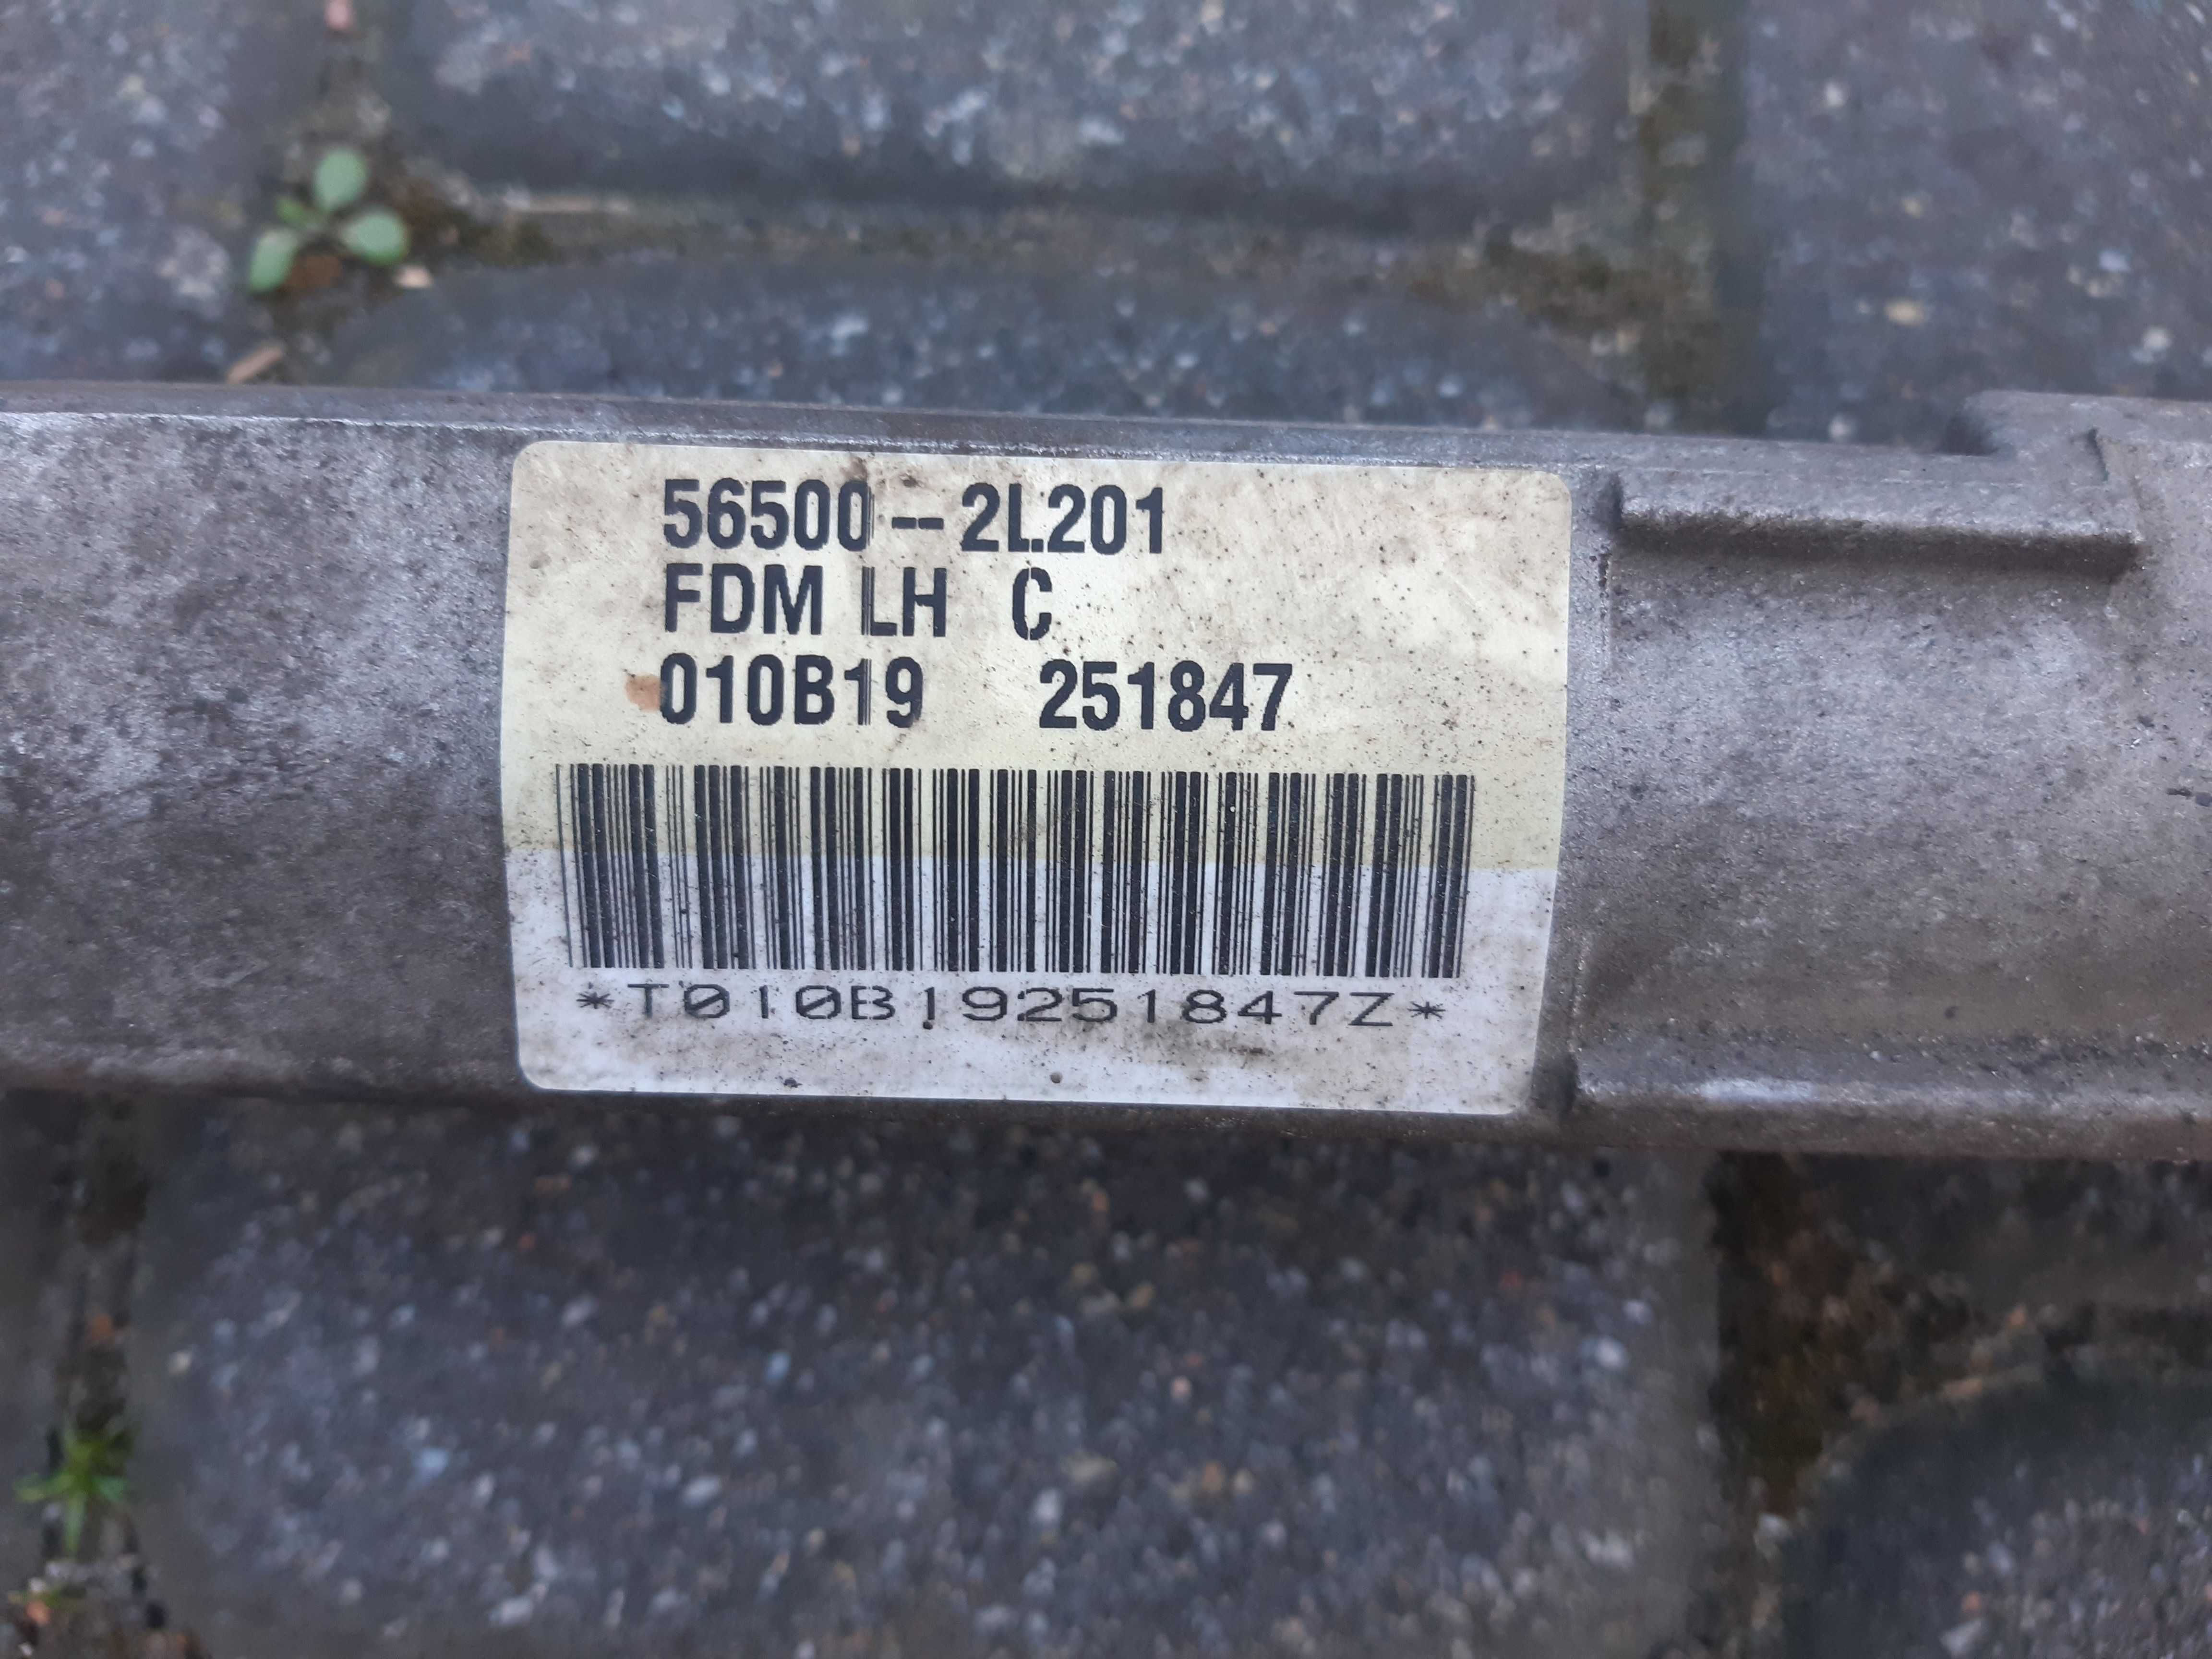 56500--2L201
FDM LH C
010B19 251847
*T010B19251847Z*